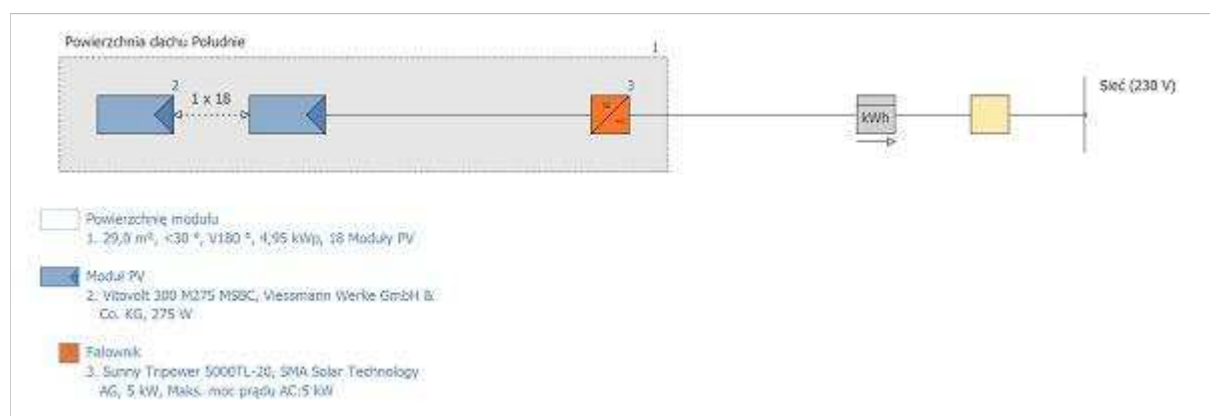 Powierzchnia dachu Południe
1
2
1 x 18
3
kWh
Sieć (230 V)
Powierzchnię modułu
1. 29,0 m², <30 °, V180 °, 4,95 kWp, 18 Moduły PV
Moduł PV
2. Vitovolt 300 M275 MSBC, Viessmann Werke GmbH &
Co. KG, 275 W
Falownik
3. Sunny Tripower 5000TL-20, SMA Solar Technology
AG, 5 kW, Maks. moc prądu AC:5 kW